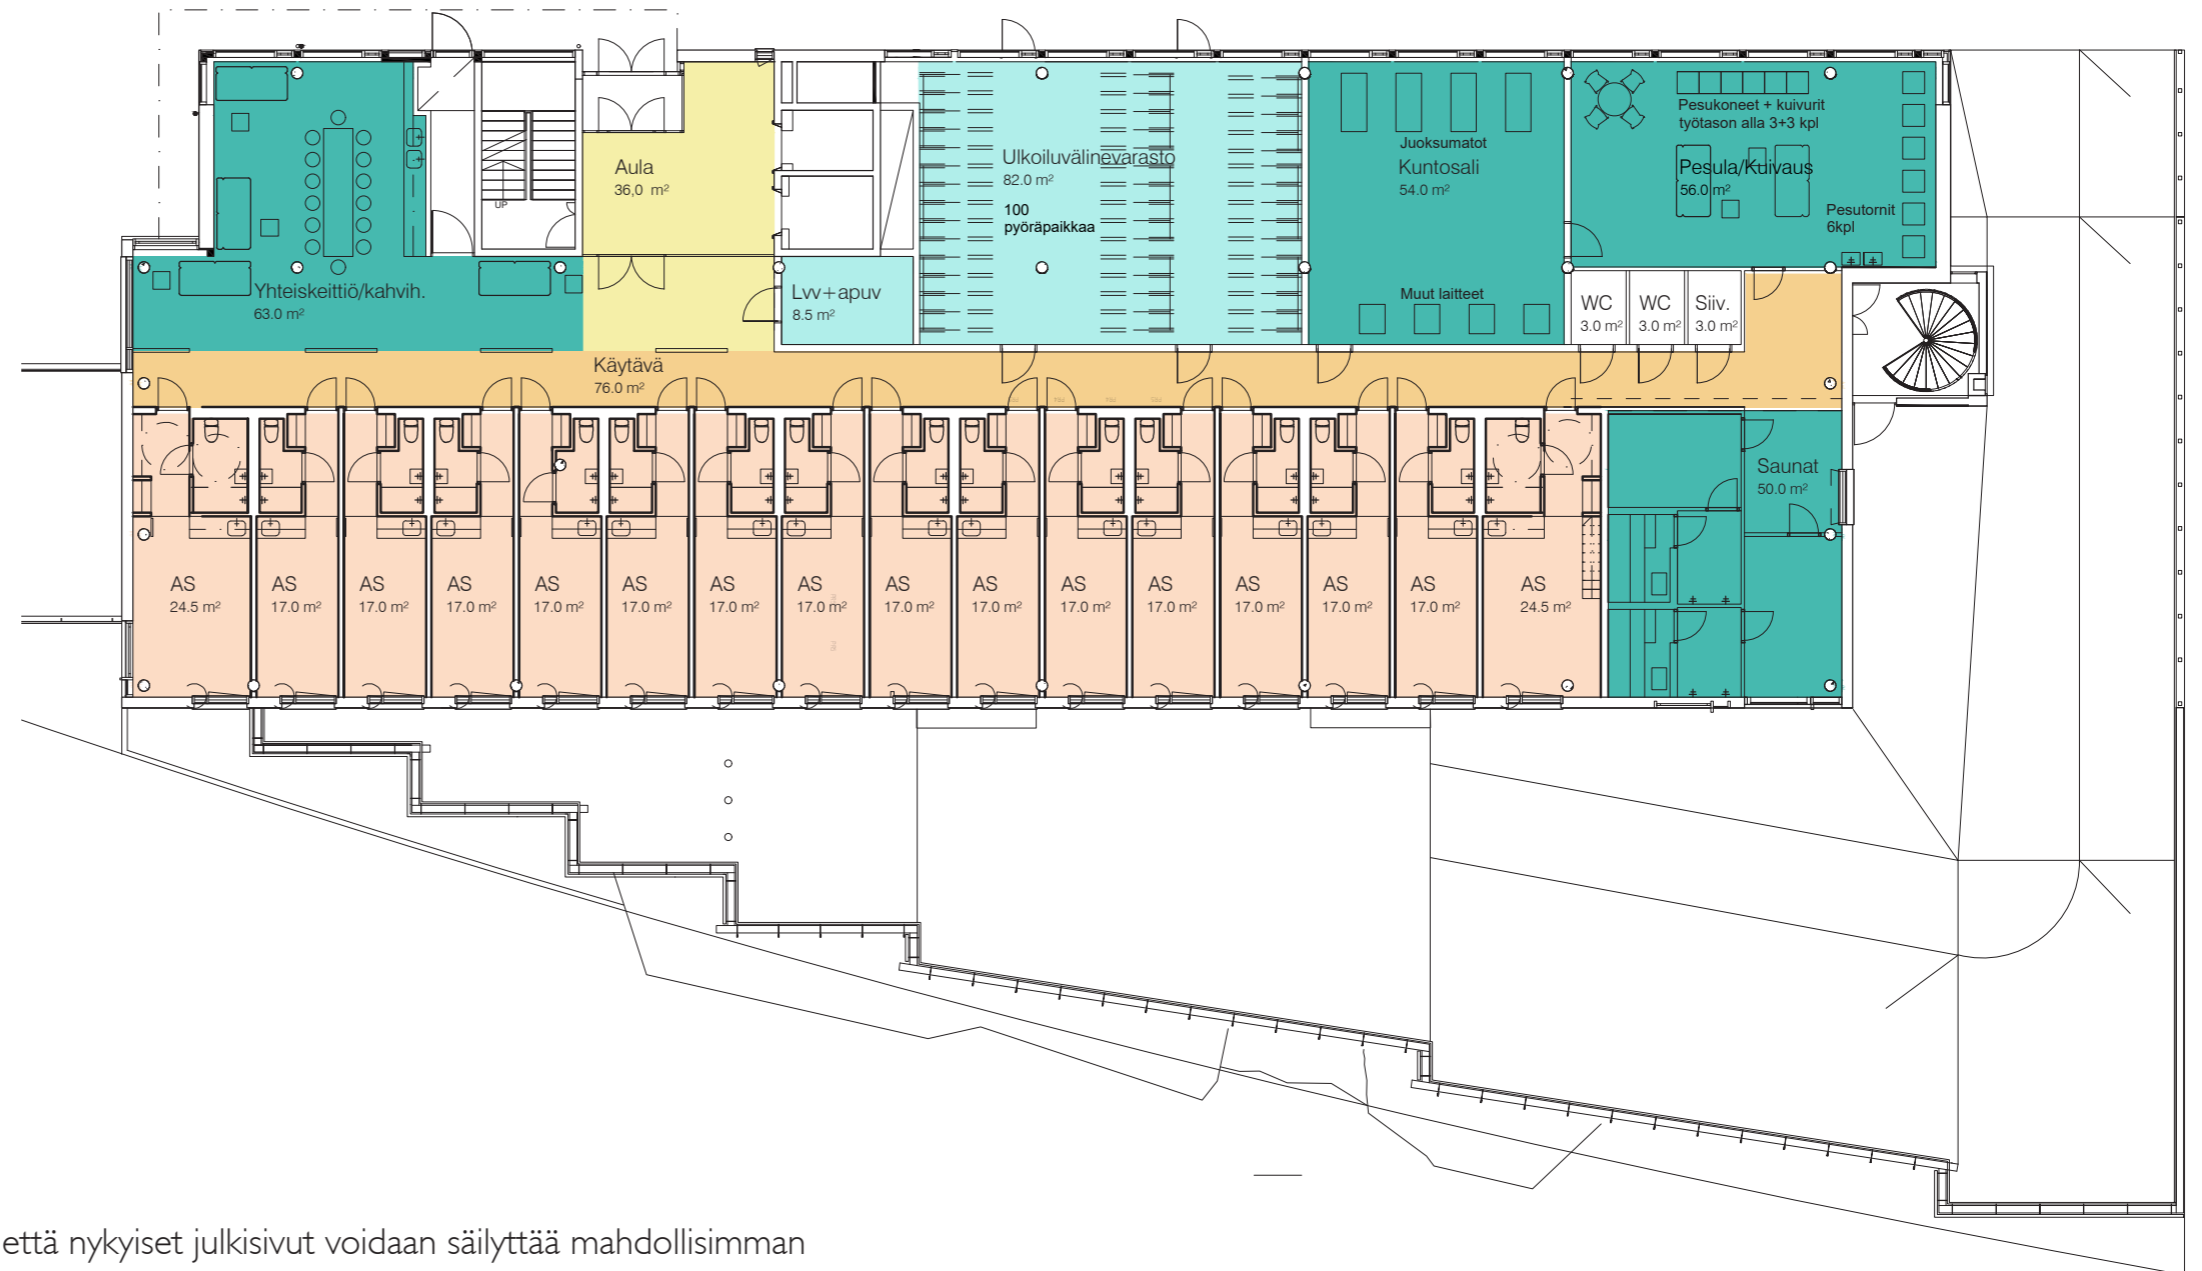 Pesukoneet + kuivurit
työtason alla 3+3 kpl
Juoksumatot
Aula
36,0 m²
Ulkoiluvälinevarasto
82.0 m²
Kuntosali
54.0 m²
Pesula/Kuivaus
56.0 m²
UP
100
pyöräpaikkaa
Pesutornit
6kpl
Yhteiskeittiö/kahvih.
63.0 m²
Lvv+apuv
8.5 m²
Muut laitteet
WC
3.0 m²
WC
3.0 m²
Siiv.
3.0 m²
Käytävä
76.0 m²
Saunat
50.0 m²
AS
24.5 m²
AS
17.0 m²
AS
17.0 m²
AS
17.0 m²
AS
17.0 m²
AS
17.0 m²
AS
17.0 m²
AS
17.0 m²
AS
17.0 m²
AS
17.0 m²
AS
17.0 m²
AS
17.0 m²
AS
17.0 m²
AS
17.0 m²
AS
17.0 m²
AS
24.5 m²
että nykyiset julkisivut voidaan säilyttää mahdollisimman